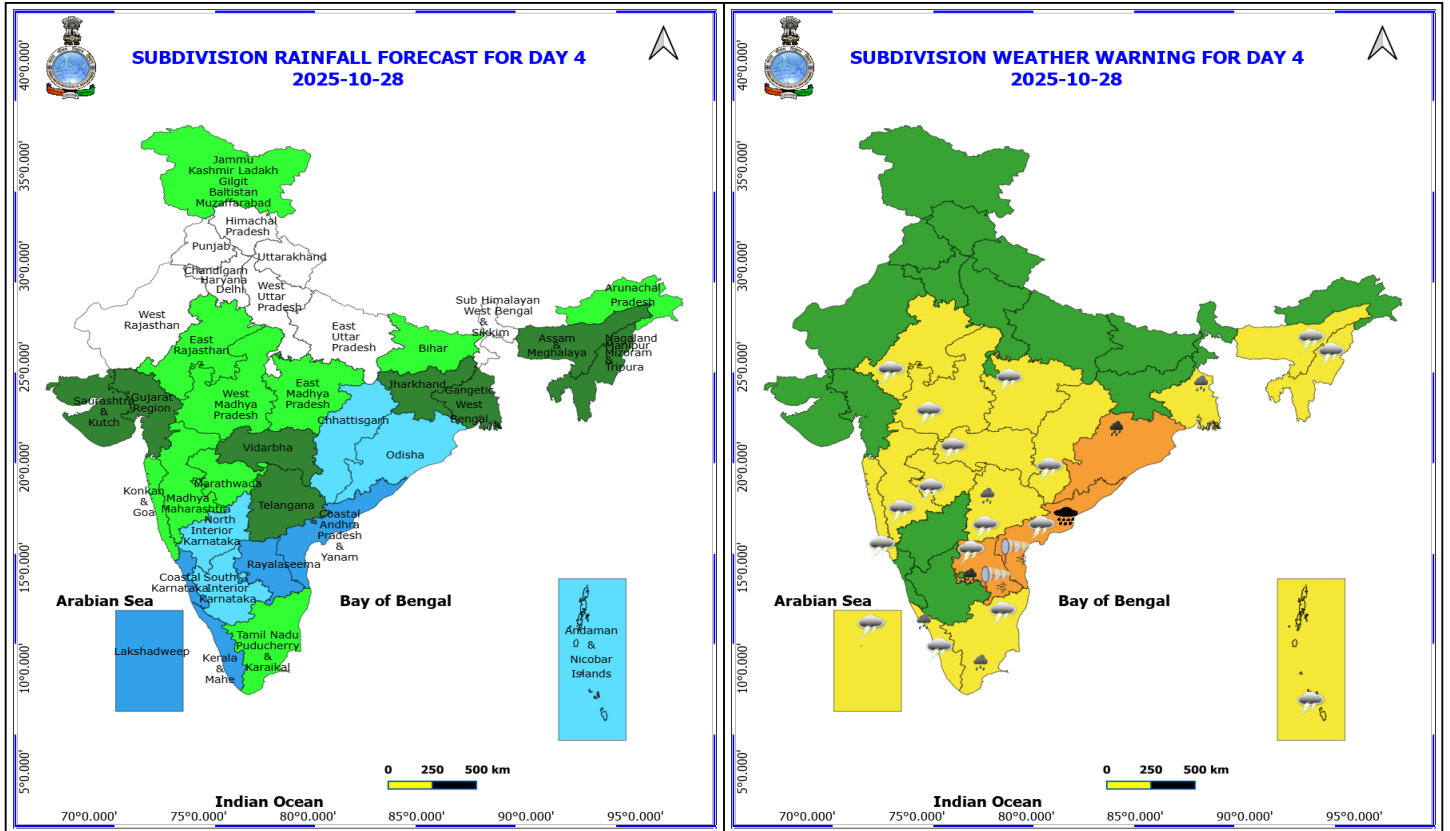 SUBDIVISION RAINFALL FORECAST FOR DAY 4
2025-10-28
40°0.000'
35°0.000'
30°0.000'
25°0.000'
20°0.000'
15°0.000'
10°0.000'
5°0.000'
Jammu
Kashmir Ladakh
Gilgit
Baltistan
Muzaffarabad
Himachal
Pradesh
Punjab
Uttarakhand
Chandigarh
Haryana
Delhi
West
Uttar
Pradesh
West
Rajasthan
East
Uttar
Pradesh
Sub Himalayan
West Bengal
&
Sikkim
Arunachal
Pradesh
East
Rajasthan
Bihar
Assam
&
Meghalaya
Nagaland
Manipur
Mizoram
&
Tripura
Saurashtra
&
Kutch
Gujarat
Region
West
Madhya
Pradesh
East
Madhya
Pradesh
Jharkhand
Gangetic
West
Bengal
Chhattisgarh
Odisha
Vidarbha
Konkan
&
Goa
Madhya
Maharashtra
Marathwada
Telangana
North
Interior
Karnataka
Coastal
Andhra
Pradesh
&
Yanam
Rayalaseema
Coastal
Karnataka
South
Interior
Karnataka
Arabian Sea
Bay of Bengal
Lakshadweep
Kerala
&
Mahe
Tamil Nadu
Puducherry
&
Karaikal
Andaman
&
Nicobar
Islands
0 250 500 km
Indian Ocean
70°0.000' 75°0.000' 80°0.000' 85°0.000' 90°0.000' 95°0.000'
SUBDIVISION WEATHER WARNING FOR DAY 4
2025-10-28
40°0.000'
35°0.000'
30°0.000'
25°0.000'
20°0.000'
15°0.000'
10°0.000'
5°0.000'
Arabian Sea
Bay of Bengal
0 250 500 km
Indian Ocean
70°0.000' 75°0.000' 80°0.000' 85°0.000' 90°0.000' 95°0.000'